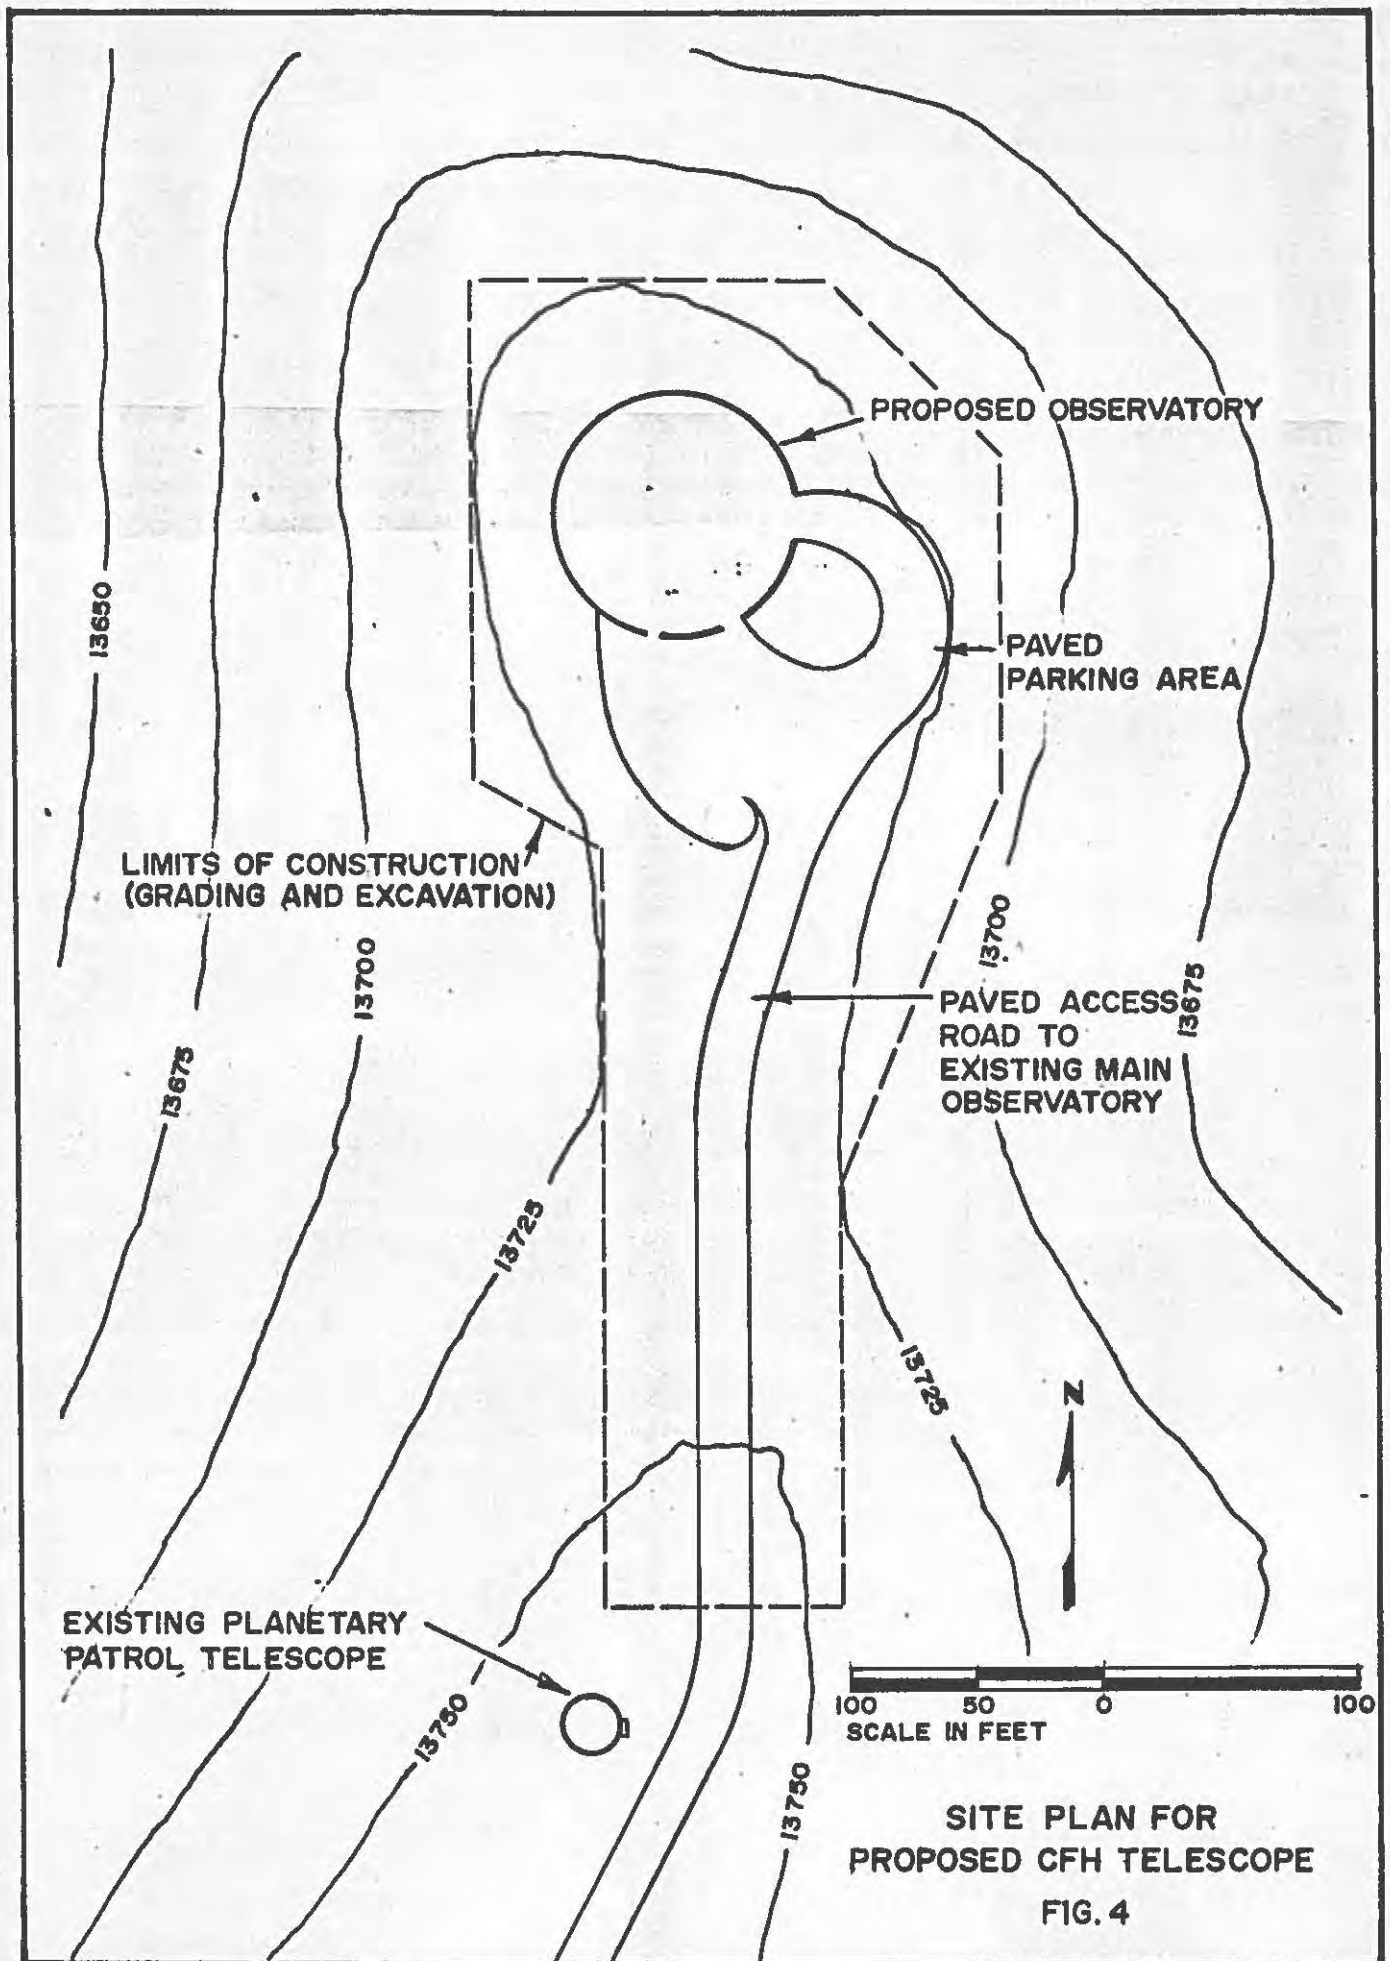 PROPOSED OBSERVATORY
13650
PAVED
PARKING AREA
LIMITS OF CONSTRUCTION
(GRADING AND EXCAVATION)
13700
13700
13675
PAVED ACCESS
ROAD TO
EXISTING MAIN
OBSERVATORY
13675
13725
13725
N
EXISTING PLANETARY
PATROL TELESCOPE
100 50 0 100
SCALE IN FEET
13750
13750
SITE PLAN FOR
PROPOSED CFH TELESCOPE
FIG. 4